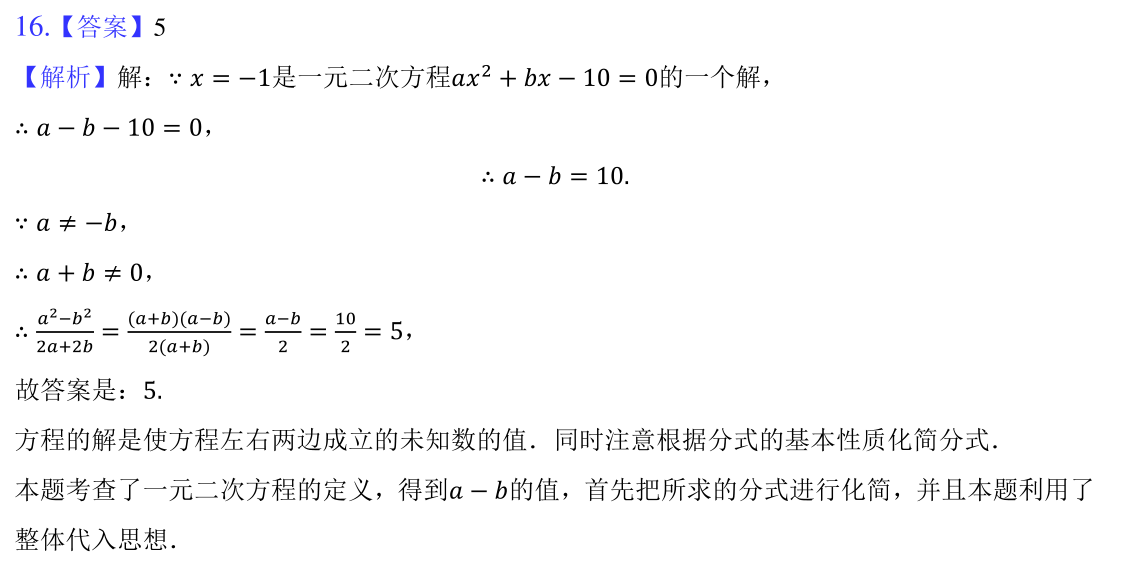 16.【答案】5
【解析】解：∵ x = −1是一元二次方程ax² + bx − 10 = 0的一个解，
∴ a − b − 10 = 0，
∴ a − b = 10.
∵ a ≠ −b，
∴ a + b ≠ 0，
∴ (a²−b²)/(2a+2b) = ((a+b)(a−b))/(2(a+b)) = (a−b)/2 = 10/2 = 5，
故答案是：5.
方程的解是使方程左右两边成立的未知数的值．同时注意根据分式的基本性质化简分式．
本题考查了一元二次方程的定义，得到a − b的值，首先把所求的分式进行化简，并且本题利用了
整体代入思想．